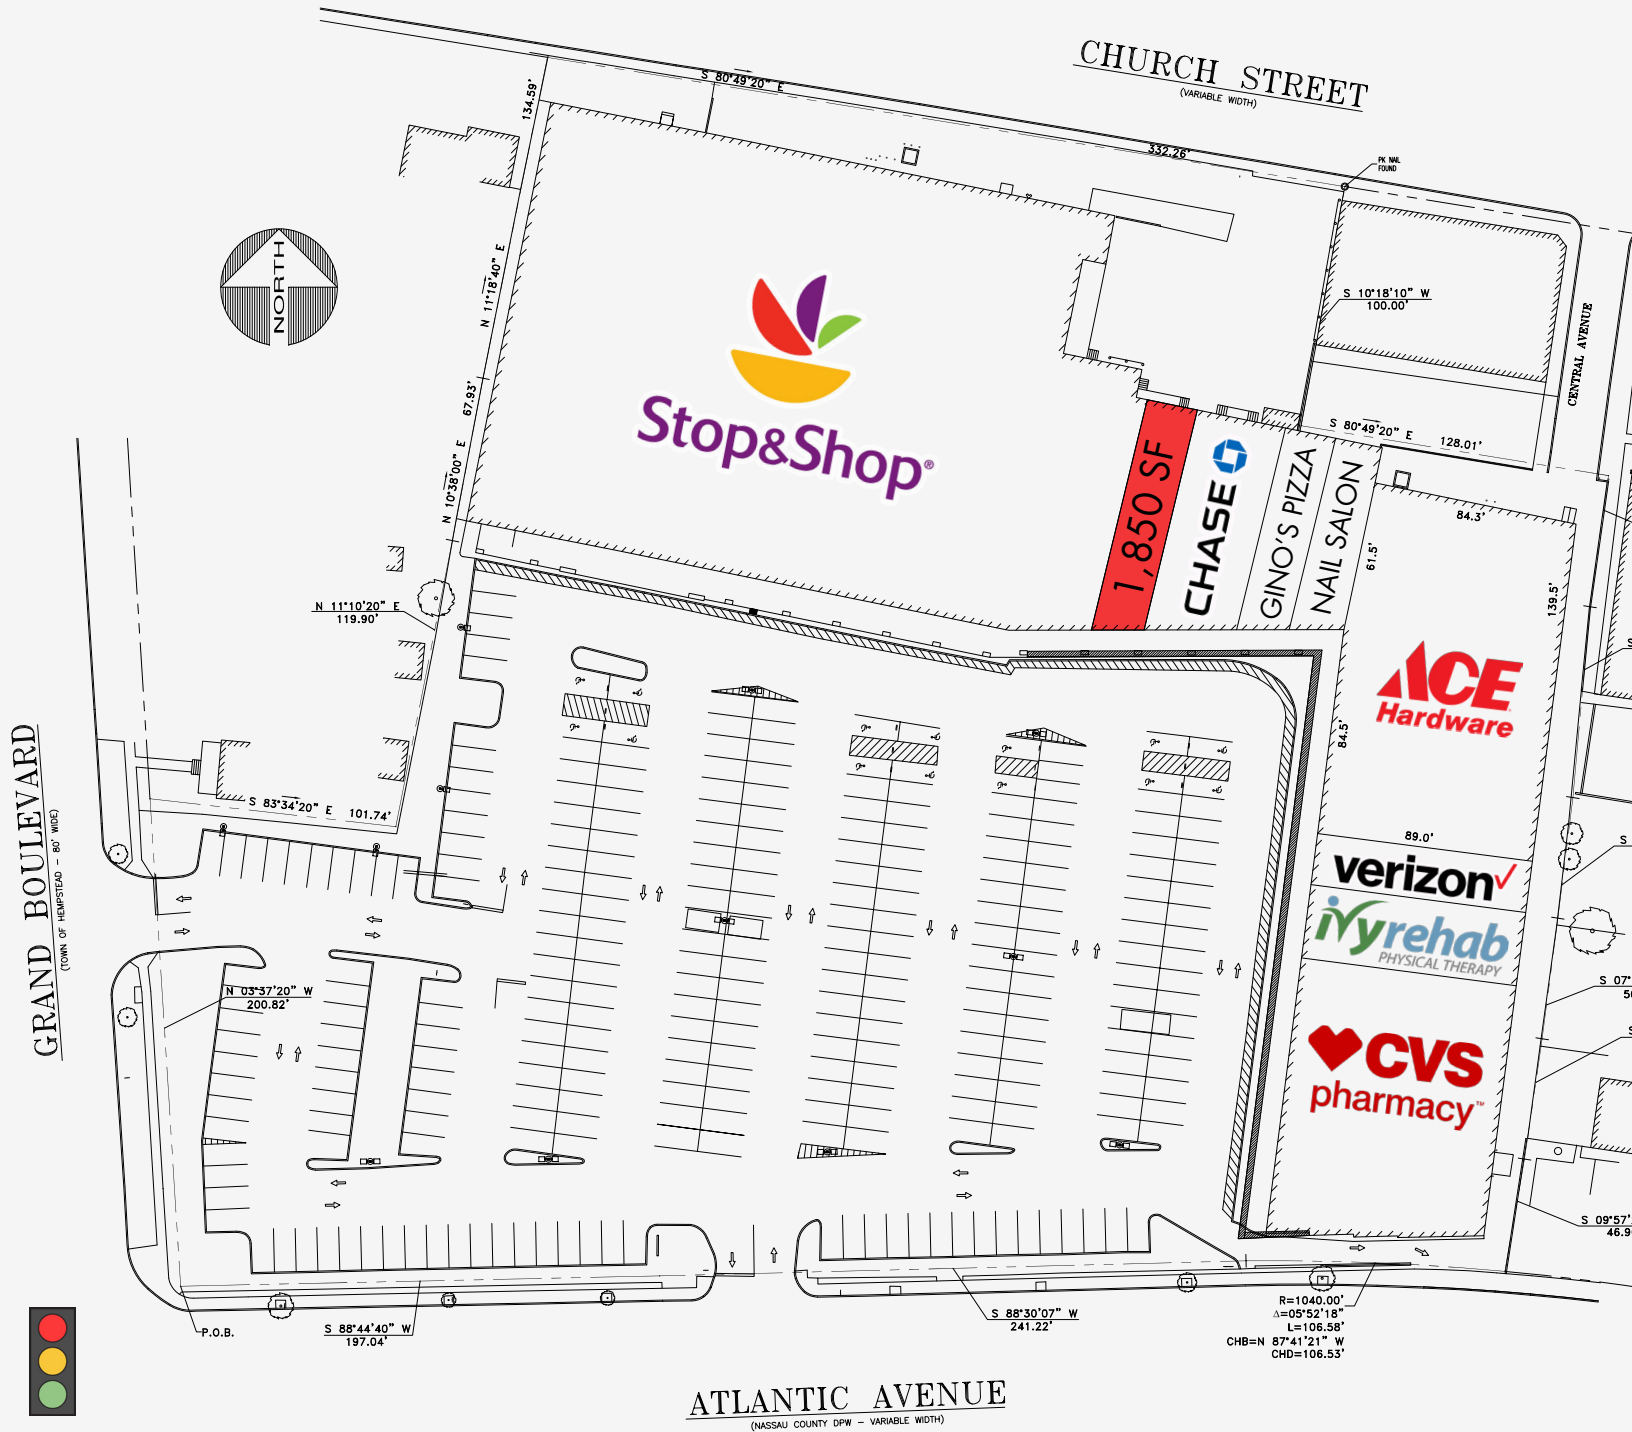 CHURCH STREET
(VARIABLE WIDTH)
S 80°49'20" E
134.59'
332.26'
PK NAIL
FOUND
NORTH
N 11°18'40" E
S 10°18'10" W
100.00'
CENTRAL AVENUE
67.93'
N 10°38'00" E
Stop&Shop®
S 80°49'20" E
128.01'
1,850 SF
CHASE
GINO'S PIZZA
NAIL SALON
84.3'
61.5'
139.5'
N 11°10'20" E
119.90'
ACE
Hardware
84.5'
S 83°34'20" E
101.74'
89.0'
verizon
ivyrehab
PHYSICAL THERAPY
GRAND BOULEVARD
(TOWN OF HEMPSTEAD - 80' WIDE)
N 03°37'20" W
200.82'
S 07°
CVS
pharmacy™
S 09°57'
46.9
S 88°30'07" W
241.22'
R=1040.00'
Δ=05°52'18"
L=106.58'
CHB=N 87°41'21" W
CHD=106.53'
P.O.B.
S 88°44'40" W
197.04'
ATLANTIC AVENUE
(NASSAU COUNTY DPW - VARIABLE WIDTH)